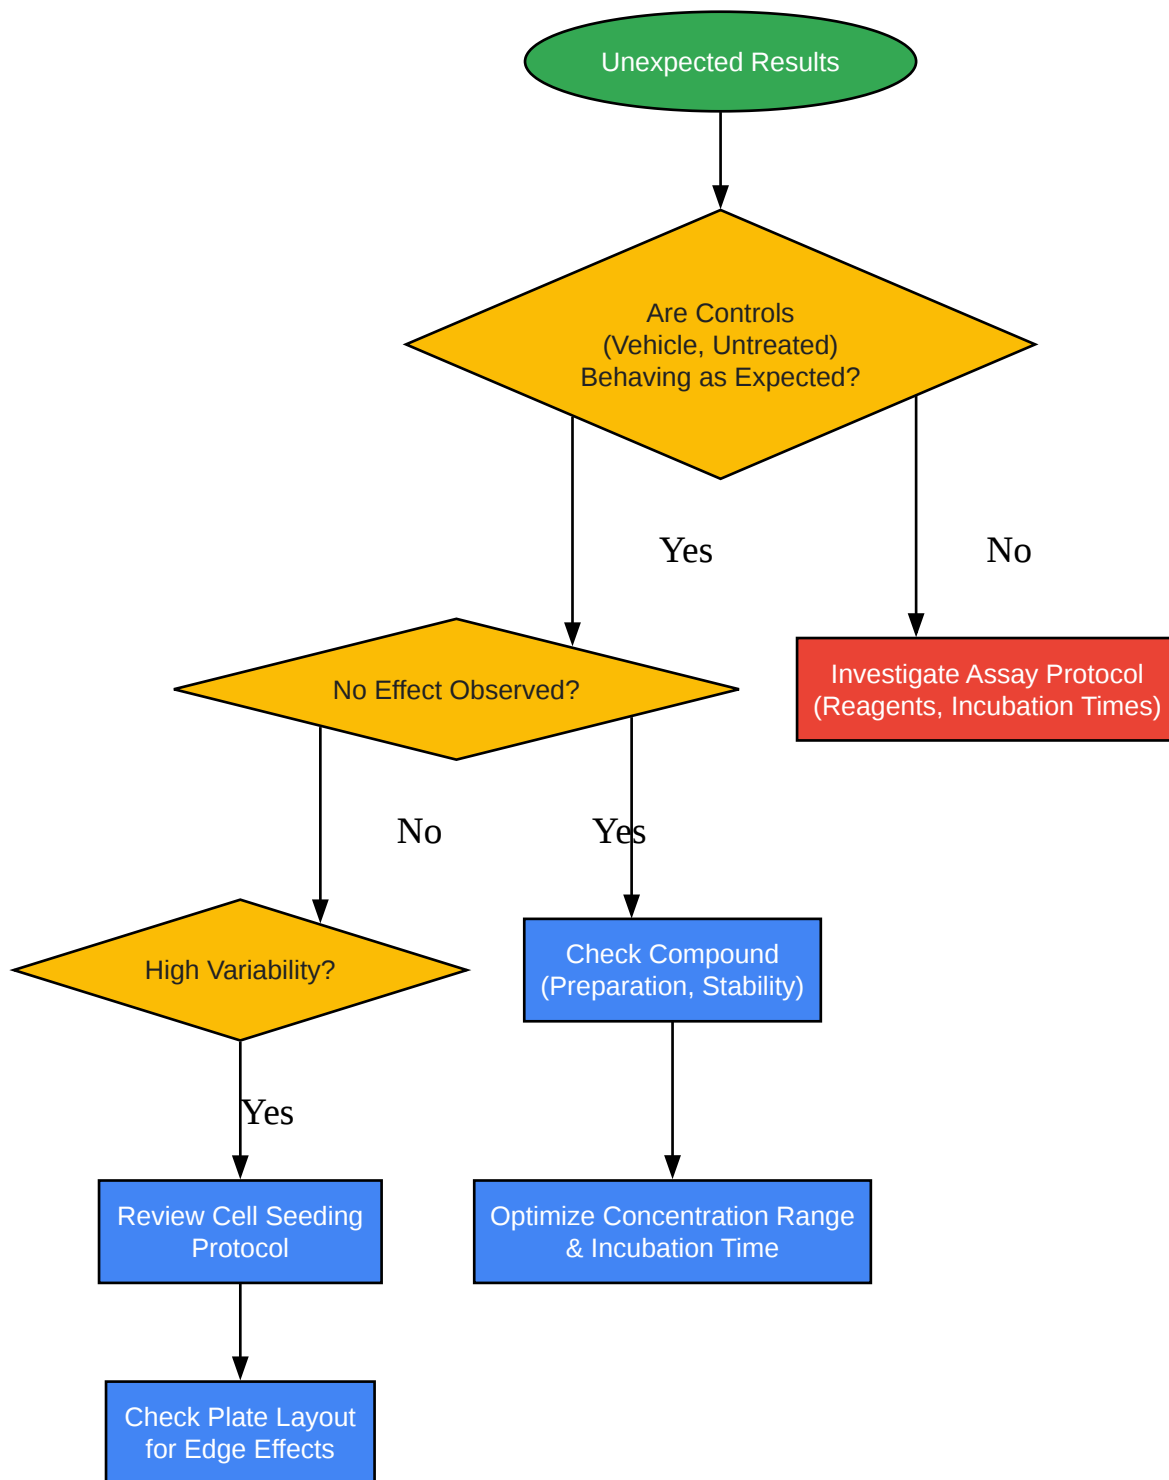 Unexpected Results
Are Controls
(Vehicle, Untreated)
Behaving as Expected?
Yes
No
No Effect Observed?
Investigate Assay Protocol
(Reagents, Incubation Times)
No
Yes
High Variability?
Check Compound
(Preparation, Stability)
Yes
Review Cell Seeding
Protocol
Optimize Concentration Range
& Incubation Time
Check Plate Layout
for Edge Effects